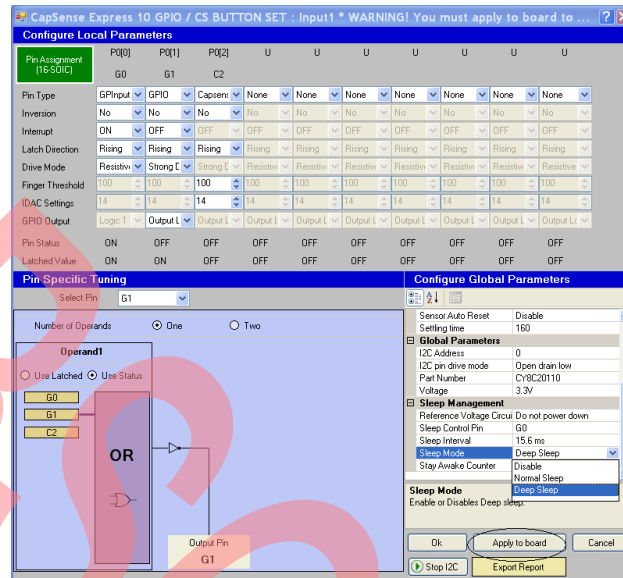 CapSense Express 10 GPIO / CS BUTTON SET : Input1 * WARNING! You must apply to board to ...
Configure Local Parameters
Pin Assignment (16-SOIC) P0[0] P0[1] P0[2] U U U U U U U
G0 G1 C2
Pin Type GPInput GPIO Capsens None None None None None None None
Inversion No No No No No No No No No No
Interrupt ON OFF OFF OFF OFF OFF OFF OFF OFF OFF
Latch Direction Rising Rising Rising Rising Rising Rising Rising Rising Rising Rising
Drive Mode Resistiv Strong D Strong D Resistiv Resistiv Resistiv Resistiv Resistiv Resistiv Resistiv
Finger Threshold 100 100 100 100 100 100 100 100 100 100
IDAC Settings 14 14 14 14 14 14 14 14 14 14
GPIO Output Logic 1 Output L Output L Output L Output L Output L Output L Output L Output L Output L
Pin Status ON OFF OFF OFF OFF OFF OFF OFF OFF OFF
Latched Value ON ON OFF OFF OFF OFF OFF OFF OFF OFF
Pin Specific Tuning
Select Pin G1
Number of Operands One Two
Operand1
Use Latched Use Status
G0
G1
C2
OR
Output Pin
G1
Configure Global Parameters
Sensor Auto Reset Disable
Settling time 160
Global Parameters
I2C Address 0
I2C pin drive mode Open drain low
Part Number CY8C20110
Voltage 3.3V
Sleep Management
Reference Voltage Circui Do not power down
Sleep Control Pin G0
Sleep Interval 15.6 ms
Sleep Mode Deep Sleep
Stay Awake Counter
Disable
Normal Sleep
Deep Sleep
Sleep Mode
Enable or Disables Deep sleep.
Ok Apply to board Cancel
Stop I2C Export Report